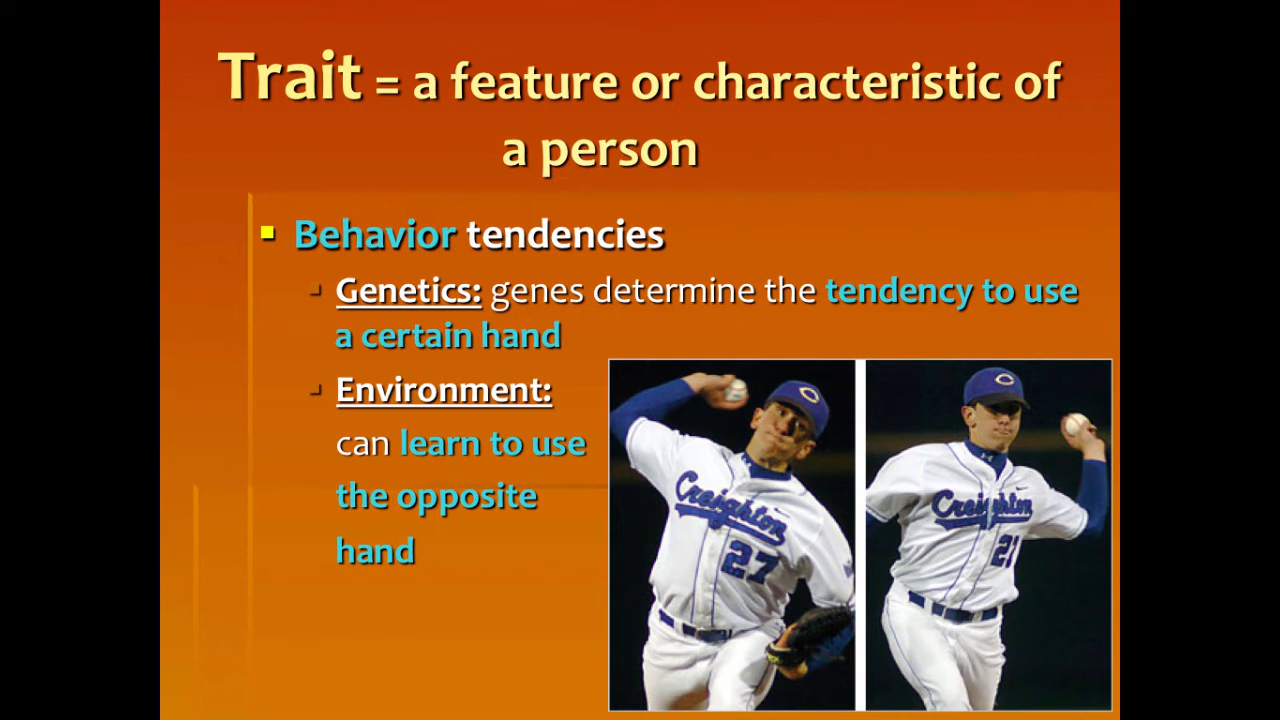 Trait = a feature or characteristic of
a person
Behavior tendencies
Genetics: genes determine the tendency to use
a certain hand
Environment:
can learn to use
the opposite
hand
C
Creighton
27
C
Creighton
27